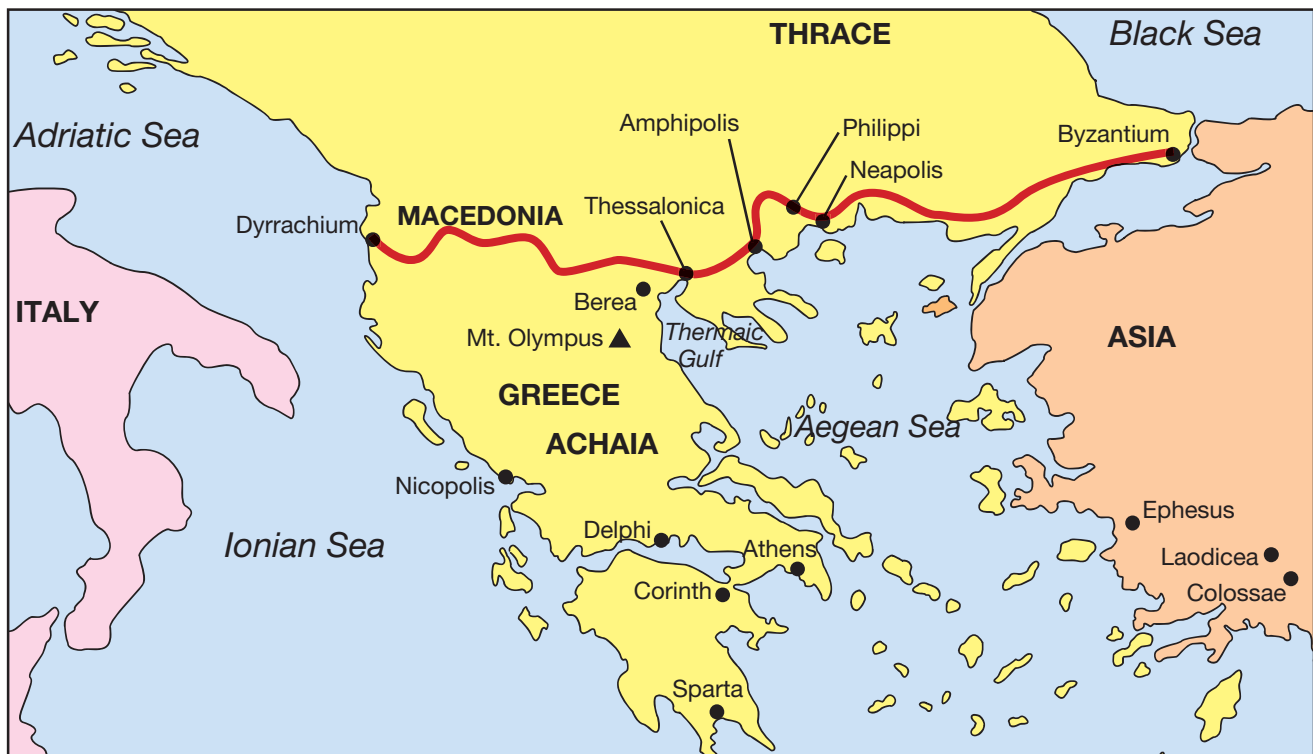 THRACE
Black Sea
Adriatic Sea
Amphipolis
Philippi
Byzantium
Neapolis
Thessalonica
MACEDONIA
Dyrrachium
Berea
ITALY
Mt. Olympus
Thermaic
Gulf
ASIA
GREECE
ACHAIA
Aegean Sea
Nicopolis
Ephesus
Ionian Sea
Delphi
Athens
Laodicea
Corinth
Colossae
Sparta